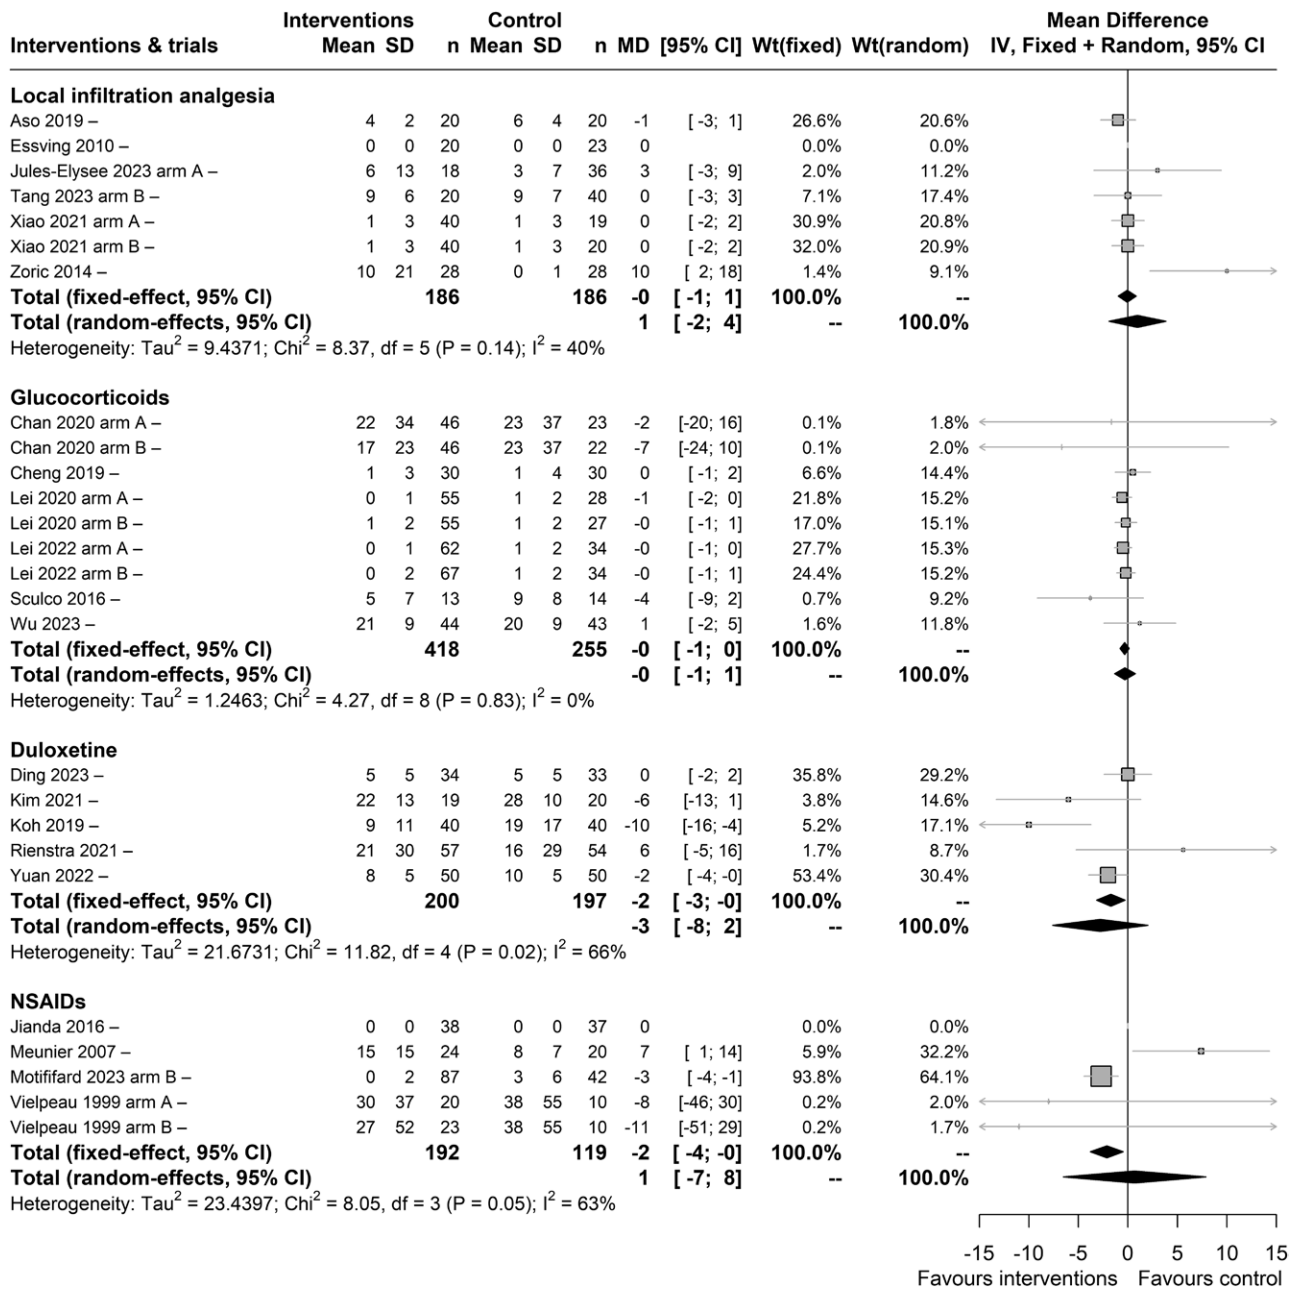 Interventions Control Mean Difference
Interventions & trials Mean SD n Mean SD n MD [95% CI] Wt(fixed) Wt(random) IV, Fixed + Random, 95% CI
Local infiltration analgesia
Aso 2019 – 4 2 20 6 4 20 -1 [ -3; 1] 26.6% 20.6%
Essving 2010 – 0 0 20 0 0 23 0 0.0% 0.0%
Jules-Elysee 2023 arm A – 6 13 18 3 7 36 3 [ -3; 9] 2.0% 11.2%
Tang 2023 arm B – 9 6 20 9 7 40 0 [ -3; 3] 7.1% 17.4%
Xiao 2021 arm A – 1 3 40 1 3 19 0 [ -2; 2] 30.9% 20.8%
Xiao 2021 arm B – 1 3 40 1 3 20 0 [ -2; 2] 32.0% 20.9%
Zoric 2014 – 10 21 28 0 1 28 10 [ 2; 18] 1.4% 9.1%
Total (fixed-effect, 95% CI) 186 186 -0 [ -1; 1] 100.0% --
Total (random-effects, 95% CI) 1 [ -2; 4] -- 100.0%
Heterogeneity: Tau² = 9.4371; Chi² = 8.37, df = 5 (P = 0.14); I² = 40%
Glucocorticoids
Chan 2020 arm A – 22 34 46 23 37 23 -2 [-20; 16] 0.1% 1.8%
Chan 2020 arm B – 17 23 46 23 37 22 -7 [-24; 10] 0.1% 2.0%
Cheng 2019 – 1 3 30 1 4 30 0 [ -1; 2] 6.6% 14.4%
Lei 2020 arm A – 0 1 55 1 2 28 -1 [ -2; 0] 21.8% 15.2%
Lei 2020 arm B – 1 2 55 1 2 27 -0 [ -1; 1] 17.0% 15.1%
Lei 2022 arm A – 0 1 62 1 2 34 -0 [ -1; 0] 27.7% 15.3%
Lei 2022 arm B – 0 2 67 1 2 34 -0 [ -1; 1] 24.4% 15.2%
Sculco 2016 – 5 7 13 9 8 14 -4 [ -9; 2] 0.7% 9.2%
Wu 2023 – 21 9 44 20 9 43 1 [ -2; 5] 1.6% 11.8%
Total (fixed-effect, 95% CI) 418 255 -0 [ -1; 0] 100.0% --
Total (random-effects, 95% CI) -0 [ -1; 1] -- 100.0%
Heterogeneity: Tau² = 1.2463; Chi² = 4.27, df = 8 (P = 0.83); I² = 0%
Duloxetine
Ding 2023 – 5 5 34 5 5 33 0 [ -2; 2] 35.8% 29.2%
Kim 2021 – 22 13 19 28 10 20 -6 [-13; 1] 3.8% 14.6%
Koh 2019 – 9 11 40 19 17 40 -10 [-16; -4] 5.2% 17.1%
Rienstra 2021 – 21 30 57 16 29 54 6 [ -5; 16] 1.7% 8.7%
Yuan 2022 – 8 5 50 10 5 50 -2 [ -4; -0] 53.4% 30.4%
Total (fixed-effect, 95% CI) 200 197 -2 [ -3; -0] 100.0% --
Total (random-effects, 95% CI) -3 [ -8; 2] -- 100.0%
Heterogeneity: Tau² = 21.6731; Chi² = 11.82, df = 4 (P = 0.02); I² = 66%
NSAIDs
Jianda 2016 – 0 0 38 0 0 37 0 0.0% 0.0%
Meunier 2007 – 15 15 24 8 7 20 7 [ 1; 14] 5.9% 32.2%
Motififard 2023 arm B – 0 2 87 3 6 42 -3 [ -4; -1] 93.8% 64.1%
Vielpeau 1999 arm A – 30 37 20 38 55 10 -8 [-46; 30] 0.2% 2.0%
Vielpeau 1999 arm B – 27 52 23 38 55 10 -11 [-51; 29] 0.2% 1.7%
Total (fixed-effect, 95% CI) 192 119 -2 [ -4; -0] 100.0% --
Total (random-effects, 95% CI) 1 [ -7; 8] -- 100.0%
Heterogeneity: Tau² = 23.4397; Chi² = 8.05, df = 3 (P = 0.05); I² = 63%
-15 -10 -5 0 5 10 15
Favours interventions Favours control